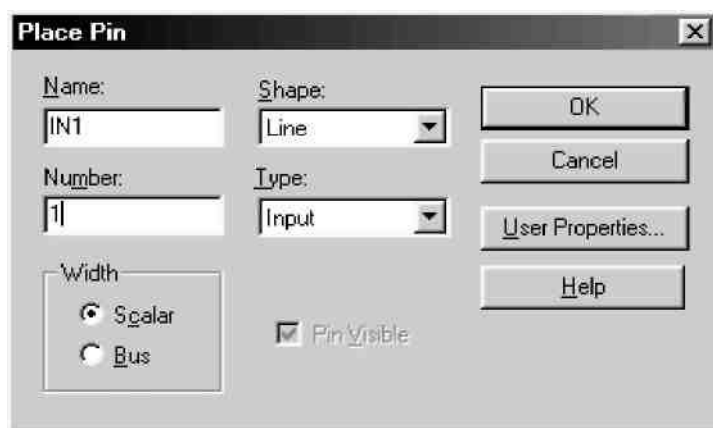 Place Pin
Name:
IN1
Shape:
Line
OK
Cancel
Number:
1
Type:
Input
User Properties...
Width
Scalar
Bus
Pin Visible
Help